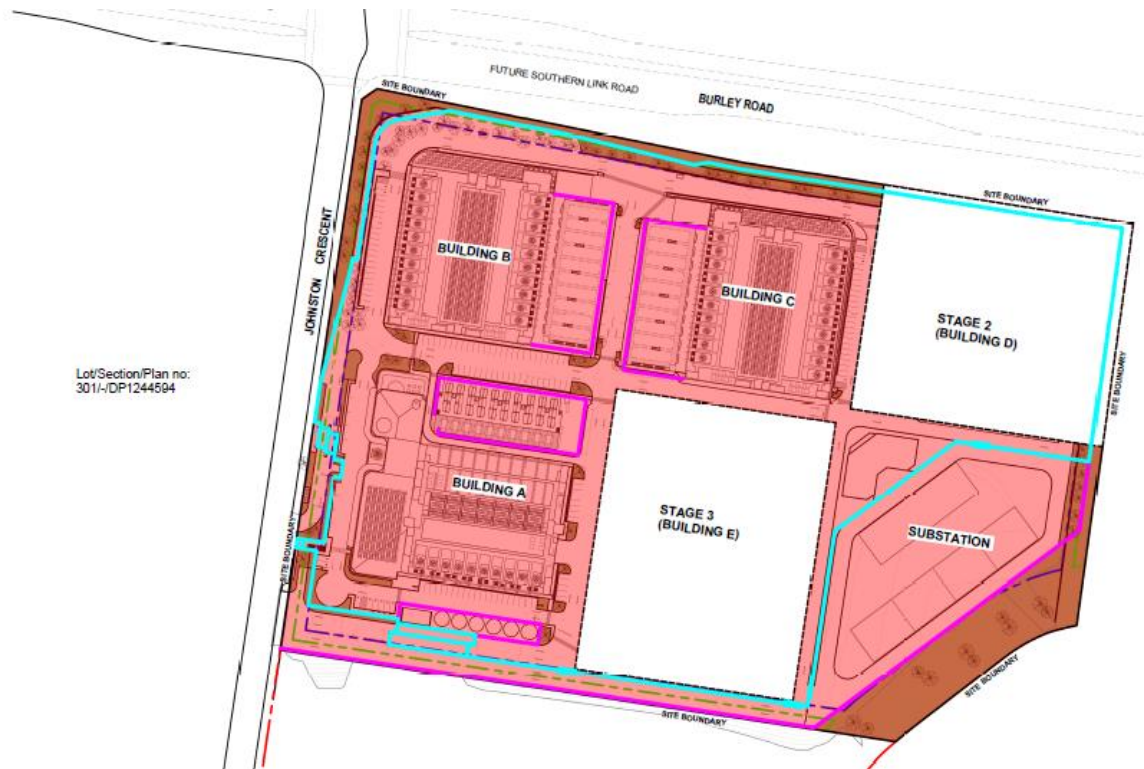 SITE BOUNDARY
FUTURE SOUTHERN LINK ROAD
BURLEY ROAD
SITE BOUNDARY
JOHNSTON CRESCENT
BUILDING B
BUILDING C
STAGE 2
(BUILDING D)
SITE BOUNDARY
Lot/Section/Plan no:
301/-/DP1244594
BUILDING A
STAGE 3
(BUILDING E)
SUBSTATION
SITE BOUNDARY
SITE BOUNDARY
SITE BOUNDARY